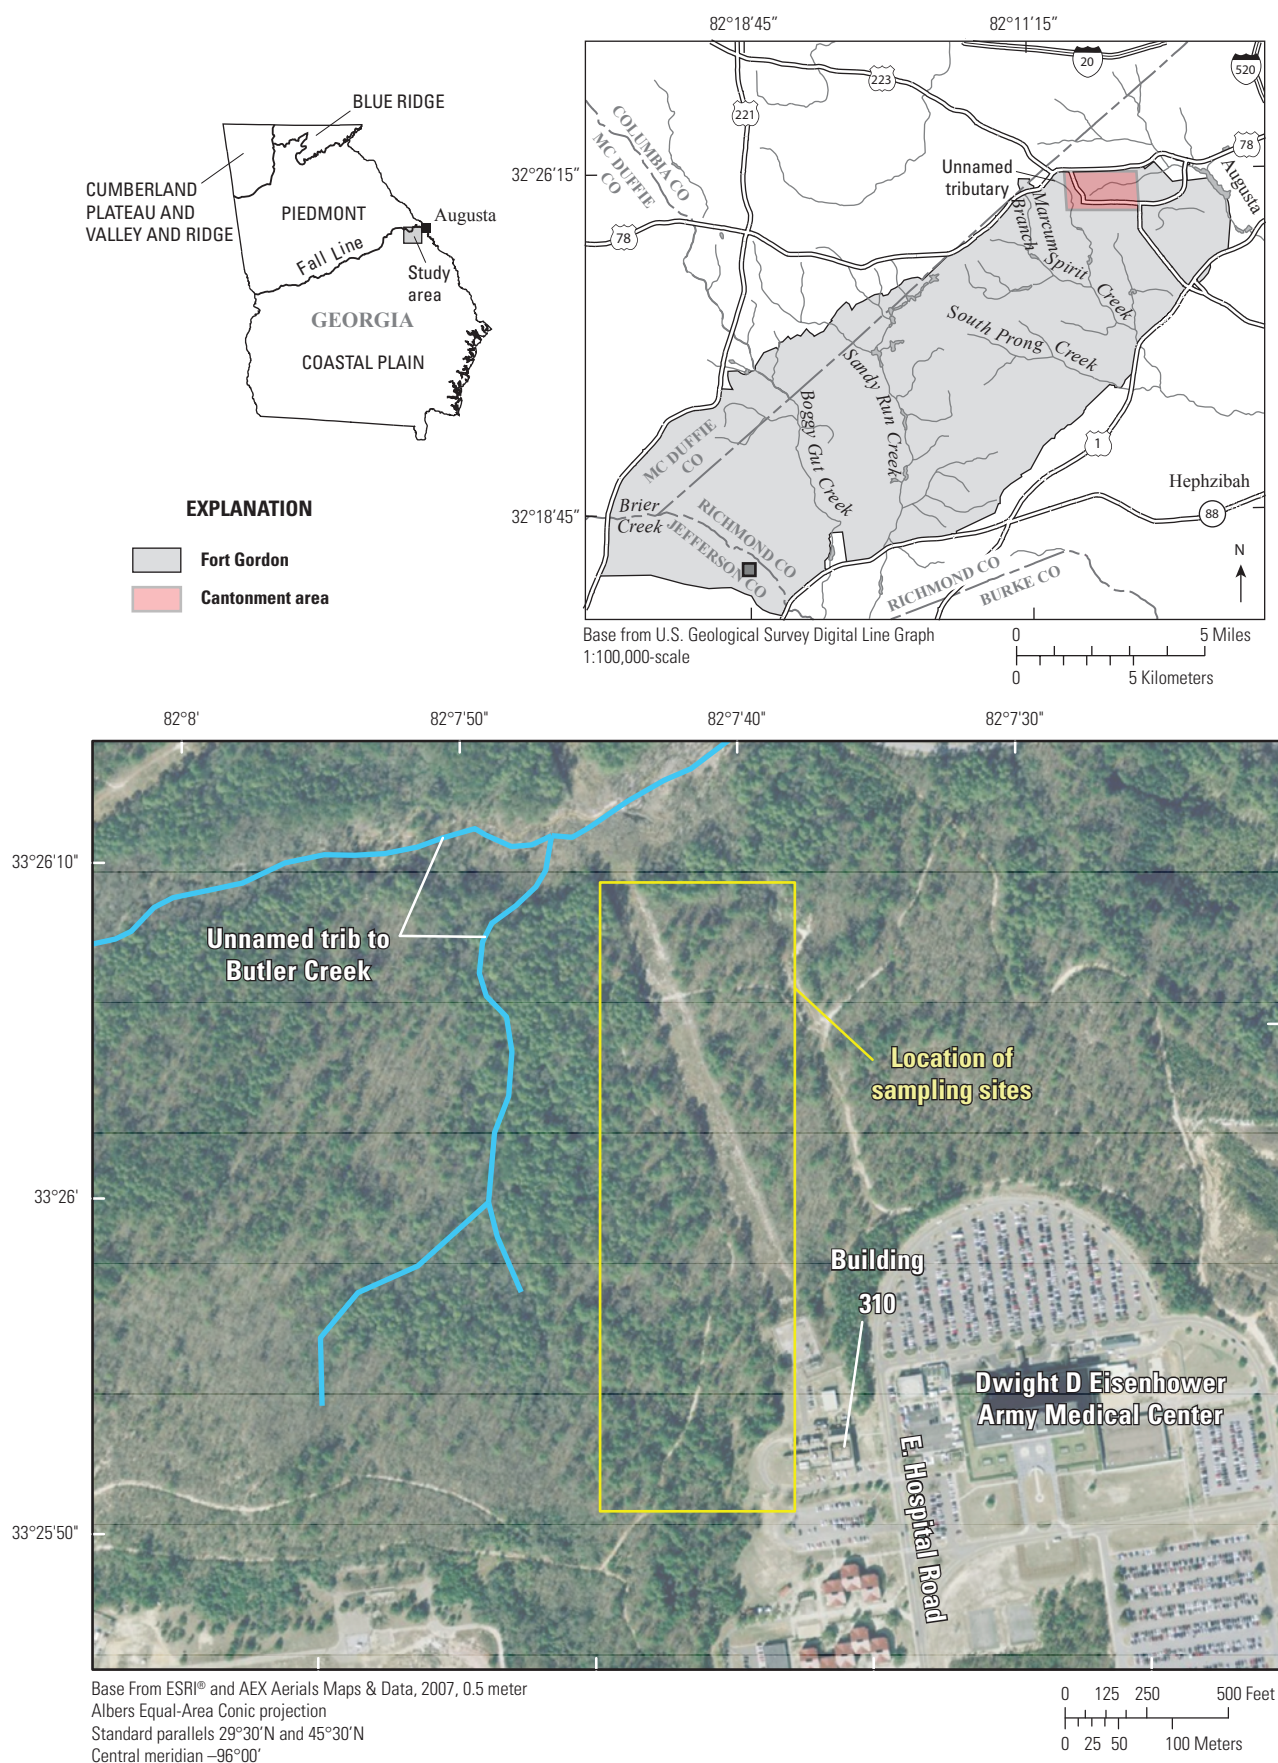 BLUE RIDGE
CUMBERLAND
PLATEAU AND
VALLEY AND RIDGE
PIEDMONT
Augusta
Fall Line
Study
area
GEORGIA
COASTAL PLAIN
EXPLANATION
Fort Gordon
Cantonment area
82°18'45"
82°11'15"
32°26'15"
32°18'45"
20
520
223
221
78
78
1
88
COLUMBIA CO
MC DUFFIE
CO
Unnamed
tributary
Augusta
Marcum
Branch
Spirit
Creek
South Prong
Creek
Sandy Run Creek
Boggy Gut Creek
MC DUFFIE
CO
Brier
Creek
RICHMOND CO
JEFFERSON CO
Hephzibah
RICHMOND CO
BURKE CO
N
Base from U.S. Geological Survey Digital Line Graph
1:100,000-scale
0
5 Miles
0
5 Kilometers
82°8'
82°7'50"
82°7'40"
82°7'30"
33°26'10"
33°26'
33°25'50"
Unnamed trib to
Butler Creek
Location of
sampling sites
Building
310
Dwight D Eisenhower
Army Medical Center
E. Hospital Road
Base From ESRI® and AEX Aerials Maps & Data, 2007, 0.5 meter
Albers Equal-Area Conic projection
Standard parallels 29°30'N and 45°30'N
Central meridian –96°00'
0 125 250 500 Feet
0 25 50 100 Meters